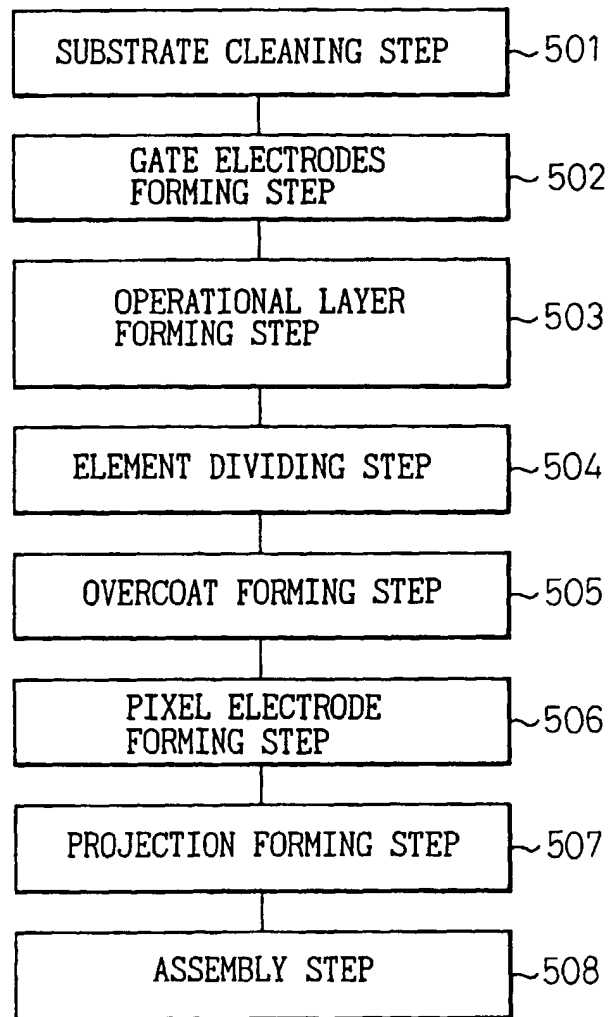 SUBSTRATE CLEANING STEP 501
GATE ELECTRODES
FORMING STEP 502
OPERATIONAL LAYER
FORMING STEP 503
ELEMENT DIVIDING STEP 504
OVERCOAT FORMING STEP 505
PIXEL ELECTRODE
FORMING STEP 506
PROJECTION FORMING STEP 507
ASSEMBLY STEP 508